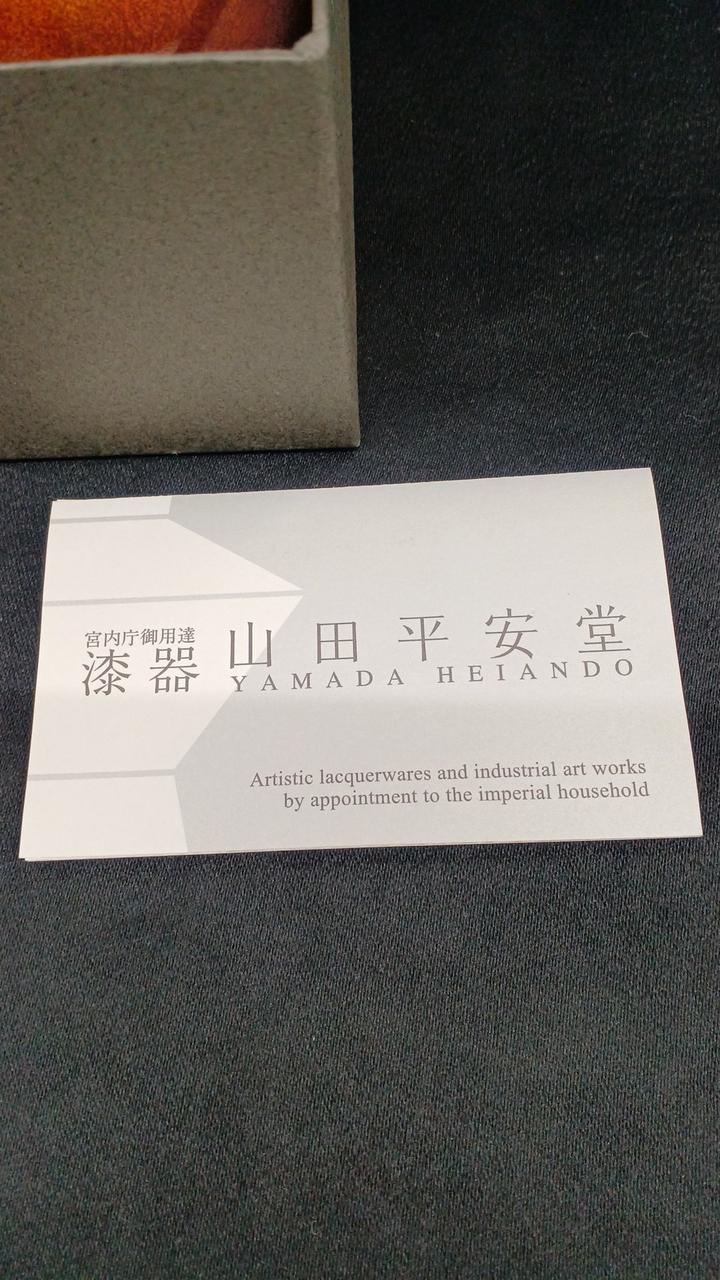 宮内庁御用達
漆器 山田平安堂
YAMADA HEIANDO
Artistic lacquerwares and industrial art works
by appointment to the imperial household